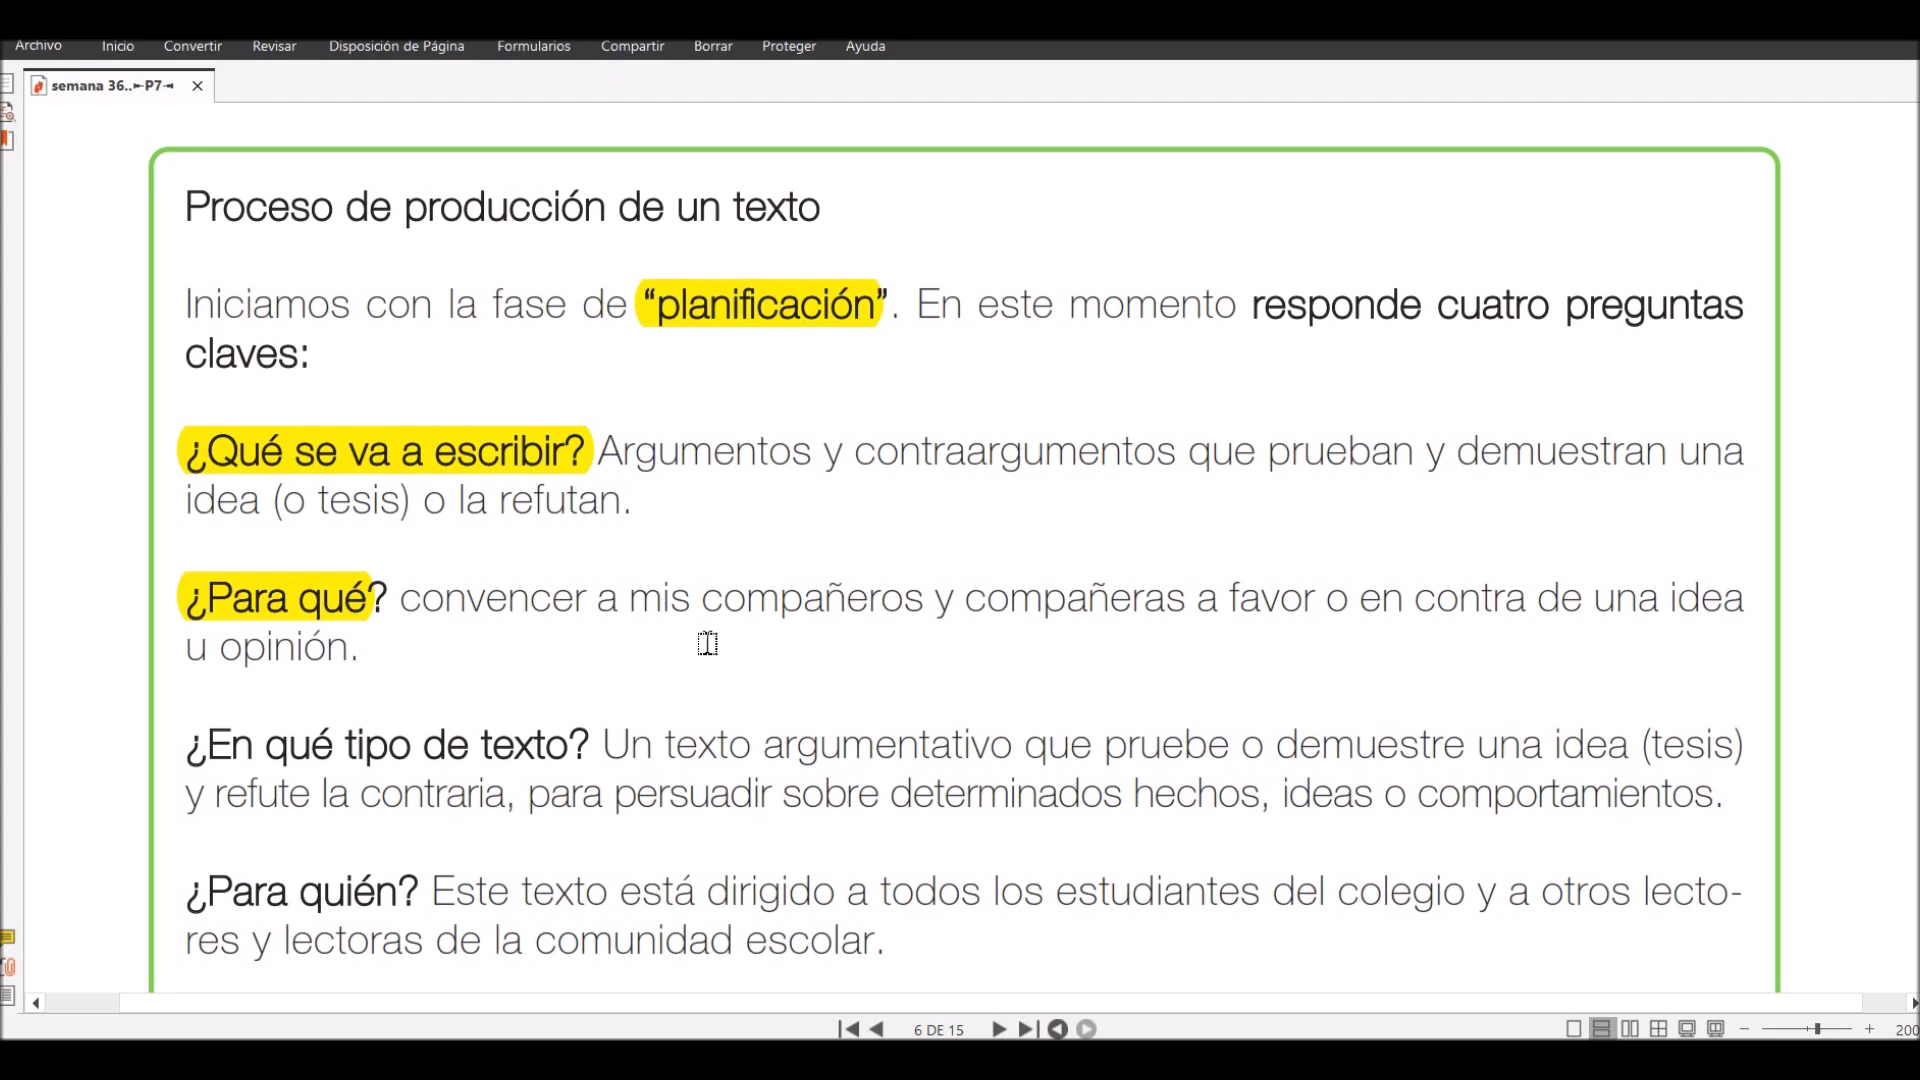 Archivo Inicio Convertir Revisar Disposición de Página Formularios Compartir Borrar Proteger Ayuda
semana 36..►P7◄
Proceso de producción de un texto
Iniciamos con la fase de “planificación”. En este momento responde cuatro preguntas
claves:
¿Qué se va a escribir? Argumentos y contraargumentos que prueban y demuestran una
idea (o tesis) o la refutan.
¿Para qué? convencer a mis compañeros y compañeras a favor o en contra de una idea
u opinión.
¿En qué tipo de texto? Un texto argumentativo que pruebe o demuestre una idea (tesis)
y refute la contraria, para persuadir sobre determinados hechos, ideas o comportamientos.
¿Para quién? Este texto está dirigido a todos los estudiantes del colegio y a otros lecto-
res y lectoras de la comunidad escolar.
6 DE 15
200